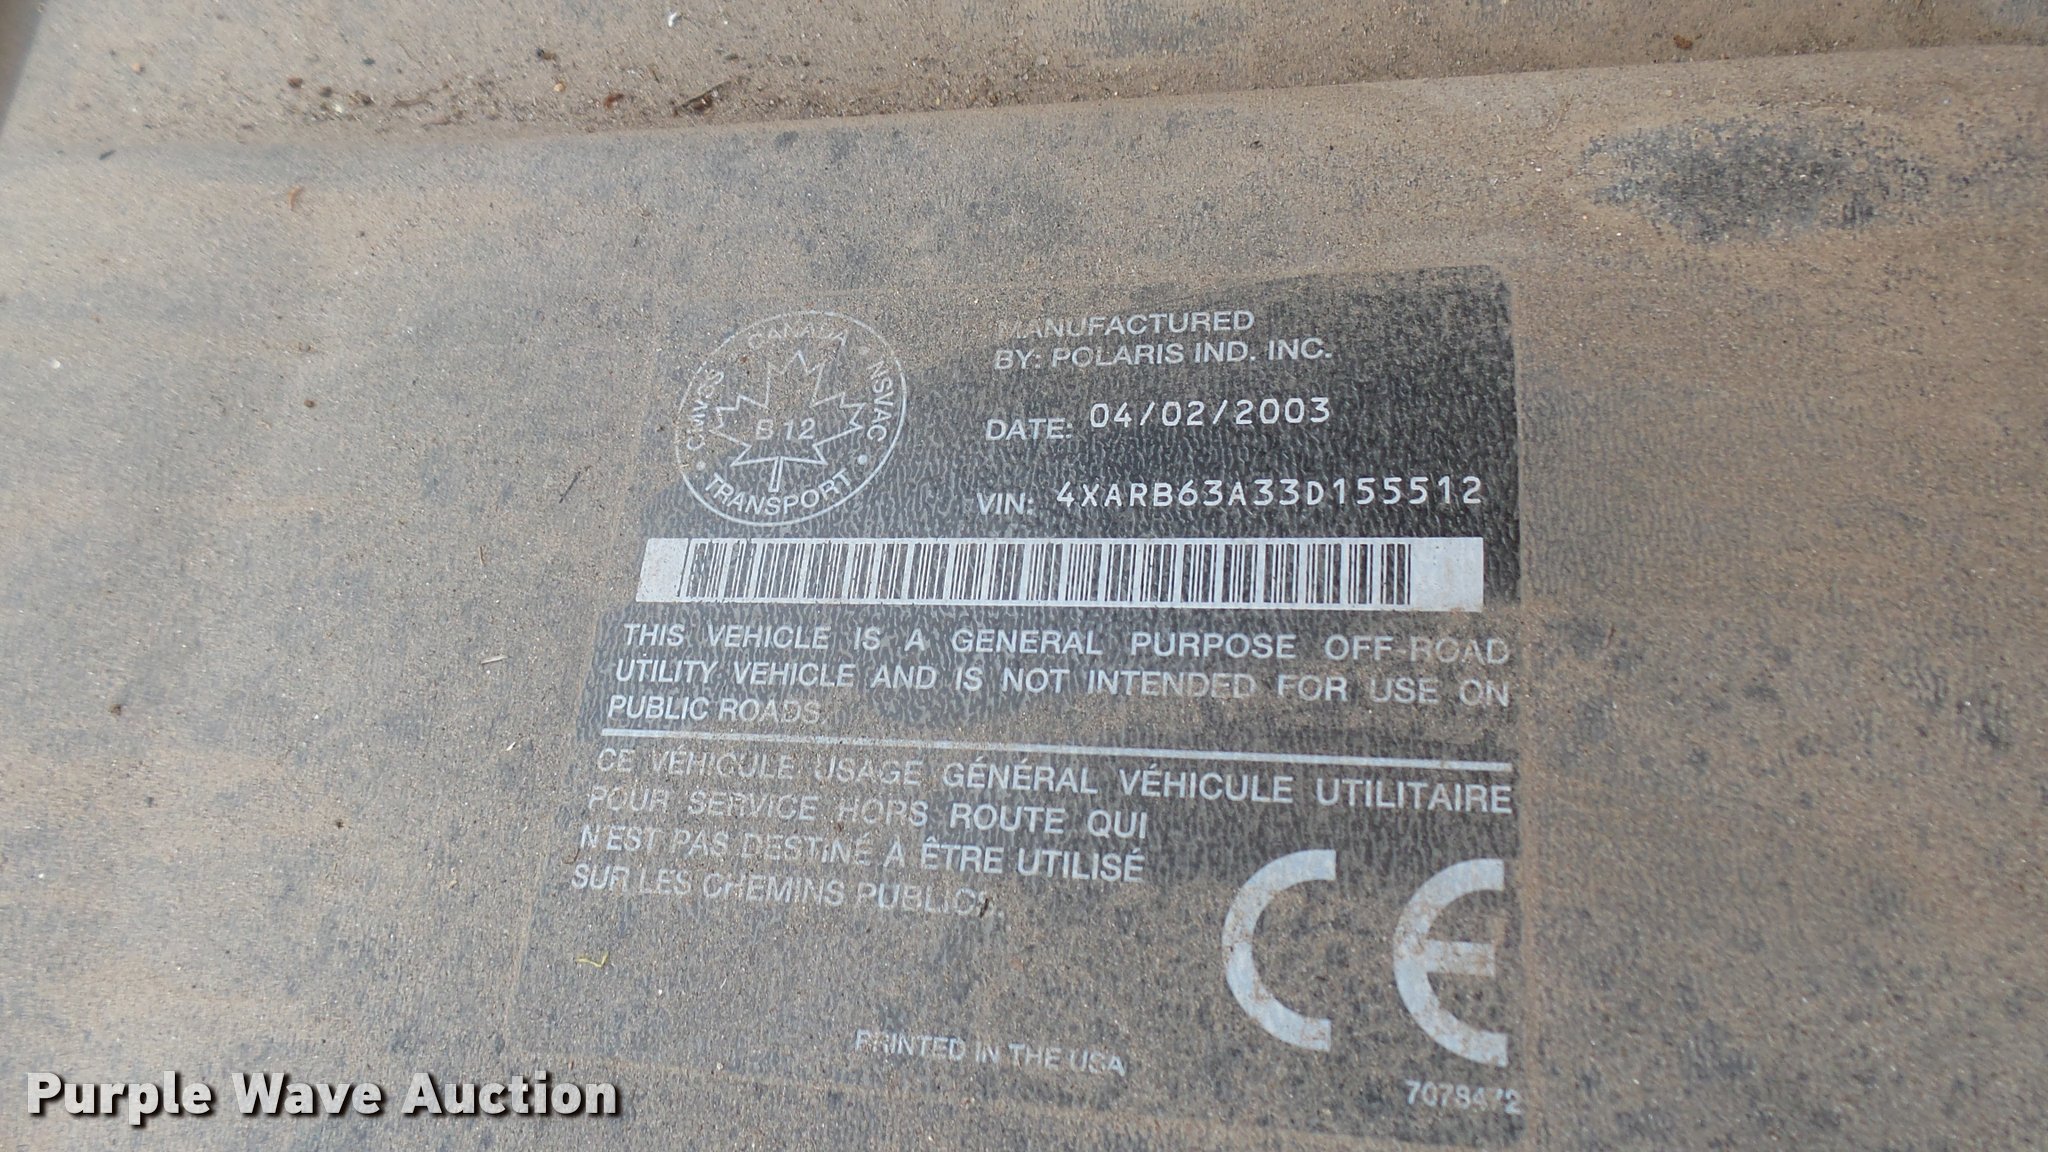 CANADA
CMVSS • NSVAC
B 12
• TRANSPORT •
MANUFACTURED
BY: POLARIS IND. INC.
DATE: 04/02/2003
VIN: 4XARB63A33D155512
THIS VEHICLE IS A GENERAL PURPOSE OFF-ROAD
UTILITY VEHICLE AND IS NOT INTENDED FOR USE ON
PUBLIC ROADS.
CE VÉHICULE USAGE GÉNÉRAL VÉHICULE UTILITAIRE
POUR SERVICE HORS ROUTE QUI
N'EST PAS DESTINÉ À ÊTRE UTILISÉ
SUR LES CHEMINS PUBLICS.
CE
PRINTED IN THE USA
7078472
Purple Wave Auction